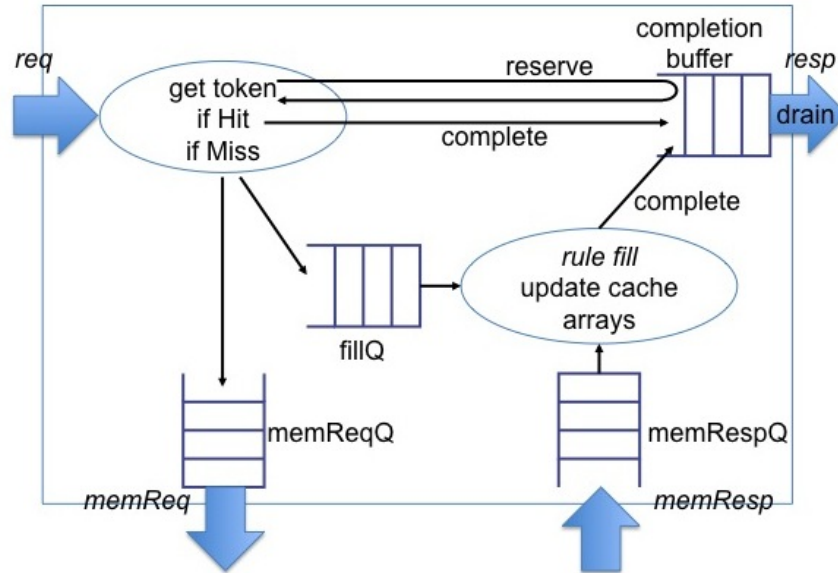 req
completion
buffer
resp
reserve
get token
if Hit
if Miss
complete
drain
complete
rule fill
update cache
arrays
fillQ
memReqQ
memRespQ
memReq
memResp